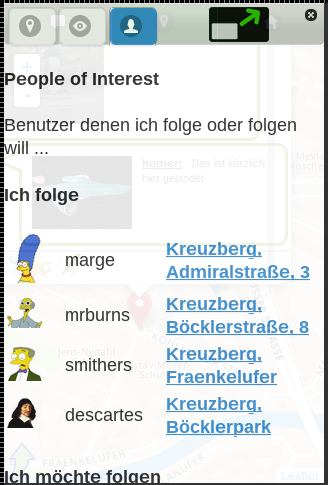 People of Interest
Benutzer denen ich folge oder folgen
will ...
homer: Das ist kürzlich
hier gelandet
Ich folge
marge
Kreuzberg,
Admiralstraße, 3
mrburns
Kreuzberg,
Böcklerstraße, 8
smithers
Kreuzberg,
Fraenkelufer
descartes
Kreuzberg,
Böcklerpark
FRAENKELUFER
Ich möchte folgen
Leaflet